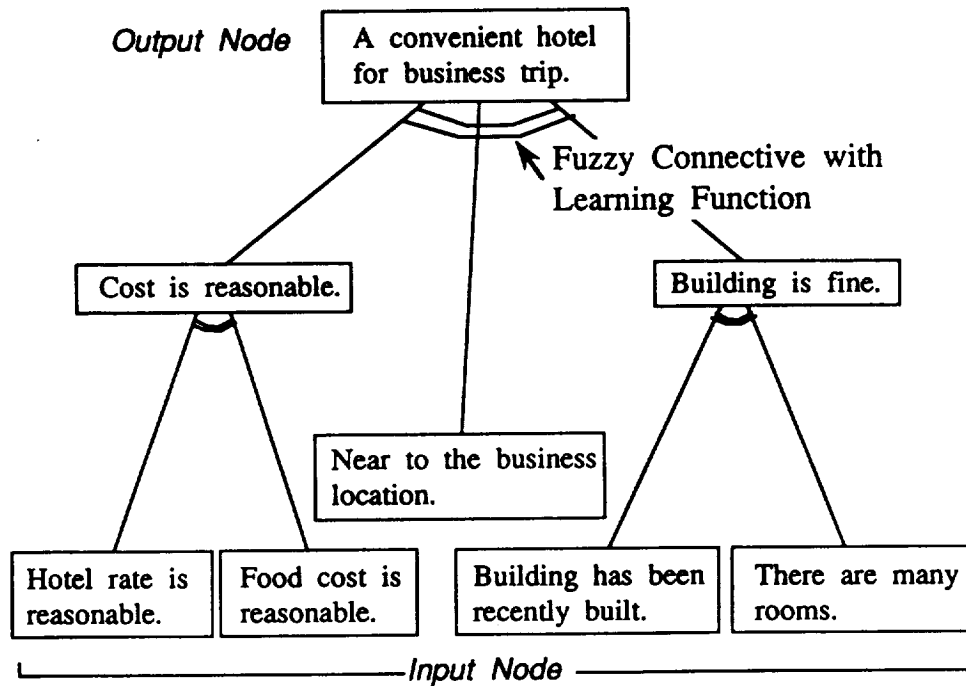 Output Node
A convenient hotel
for business trip.
Fuzzy Connective with
Learning Function
Cost is reasonable.
Building is fine.
Near to the business
location.
Hotel rate is
reasonable.
Food cost is
reasonable.
Building has been
recently built.
There are many
rooms.
Input Node